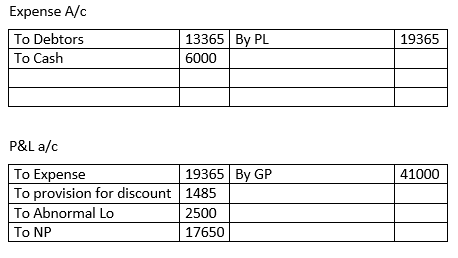 Expense A/c
To Debtors 13365 By PL 19365
To Cash 6000
P&L a/c
To Expense 19365 By GP 41000
To provision for discount 1485
To Abnormal Lo 2500
To NP 17650